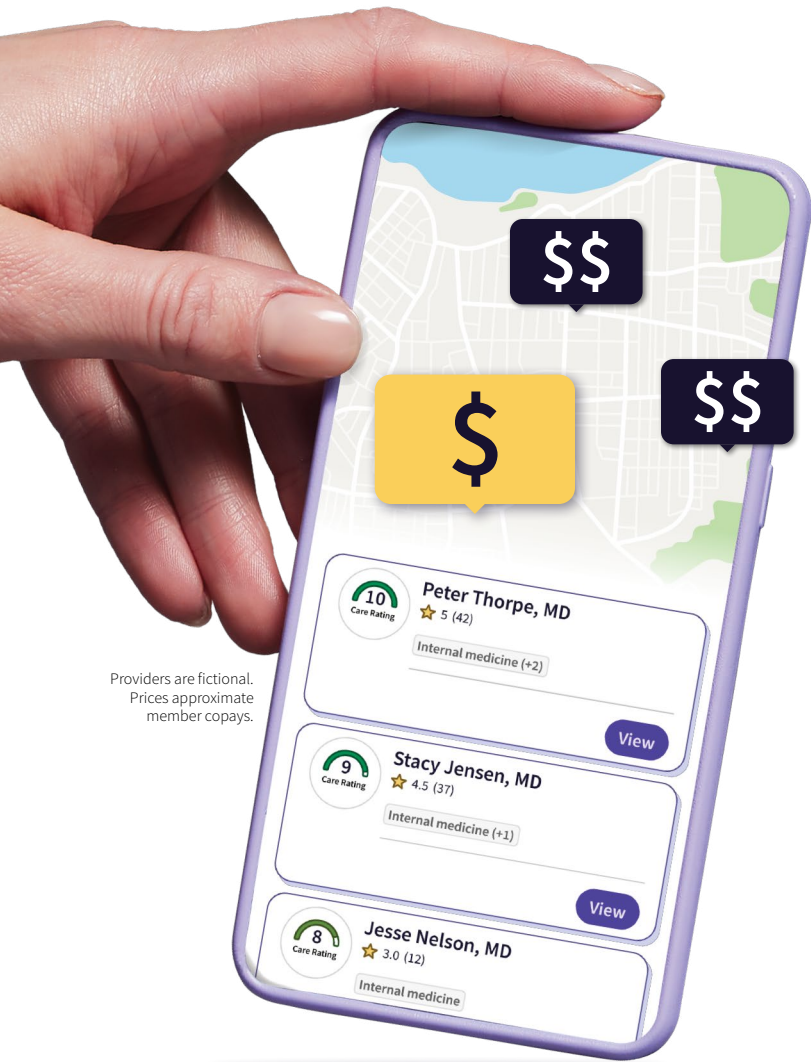 $$
$$
$
10
Care Rating
Peter Thorpe, MD
5 (42)
Internal medicine (+2)
View
Providers are fictional.
Prices approximate
member copays.
9
Care Rating
Stacy Jensen, MD
4.5 (37)
Internal medicine (+1)
View
8
Care Rating
Jesse Nelson, MD
3.0 (12)
Internal medicine